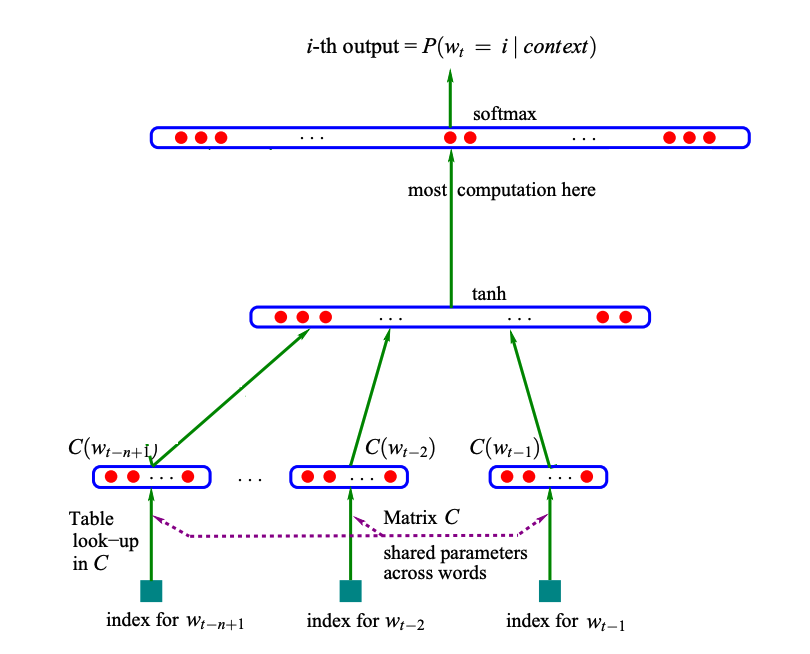 i-th output = P(w_t = i | context)
softmax
. . .
. . .
most computation here
tanh
. . .
. . .
C(w_{t−n+1})
C(w_{t−2})
C(w_{t−1})
. . .
. . .
. . .
. . .
Table
look−up
in C
Matrix C
shared parameters
across words
index for w_{t−n+1}
index for w_{t−2}
index for w_{t−1}